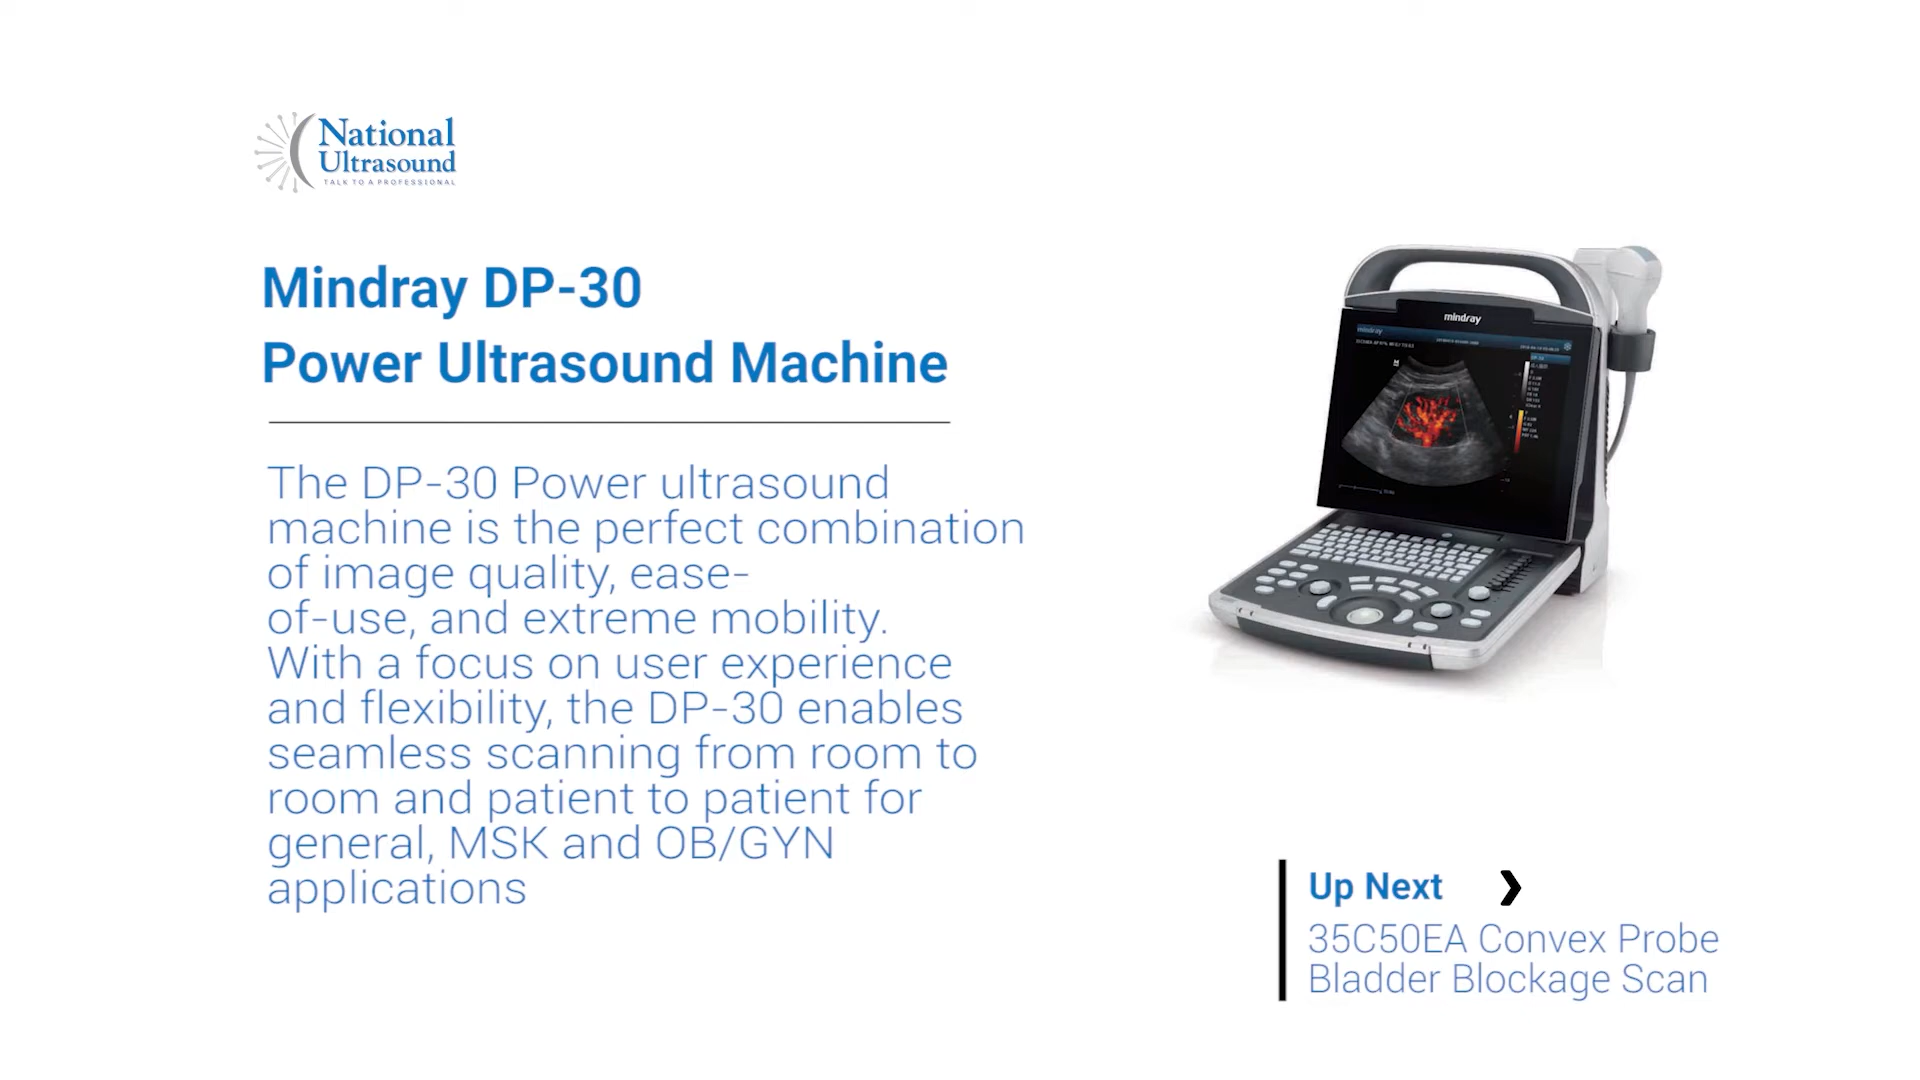 National
Ultrasound
TALK TO A PROFESSIONAL
Mindray DP-30
Power Ultrasound Machine
The DP-30 Power ultrasound
machine is the perfect combination
of image quality, ease-
of-use, and extreme mobility.
With a focus on user experience
and flexibility, the DP-30 enables
seamless scanning from room to
room and patient to patient for
general, MSK and OB/GYN
applications
mindray
mindray
Up Next
35C50EA Convex Probe
Bladder Blockage Scan